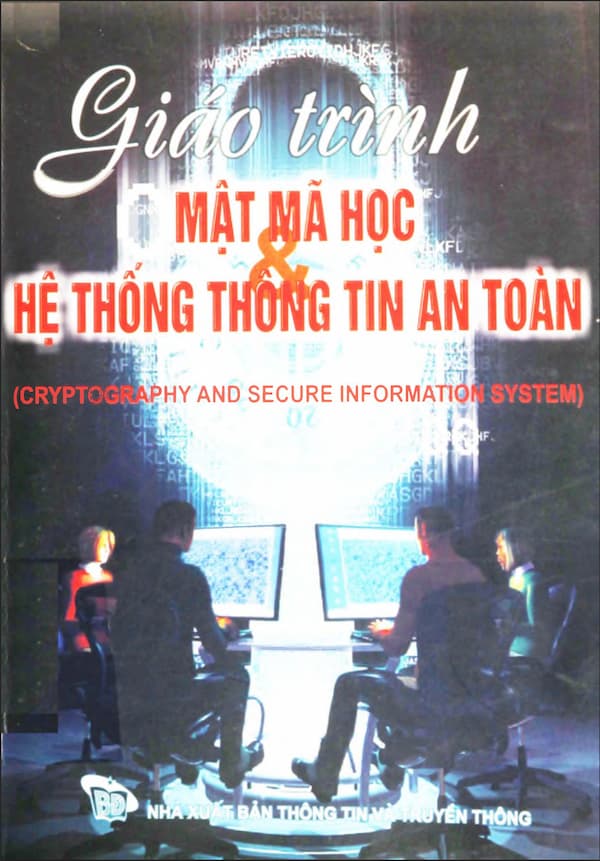 Giáo trình
MẬT MÃ HỌC
&
HỆ THỐNG THÔNG TIN AN TOÀN
(CRYPTOGRAPHY AND SECURE INFORMATION SYSTEM)
BĐ
NHÀ XUẤT BẢN THÔNG TIN VÀ TRUYỀN THÔNG